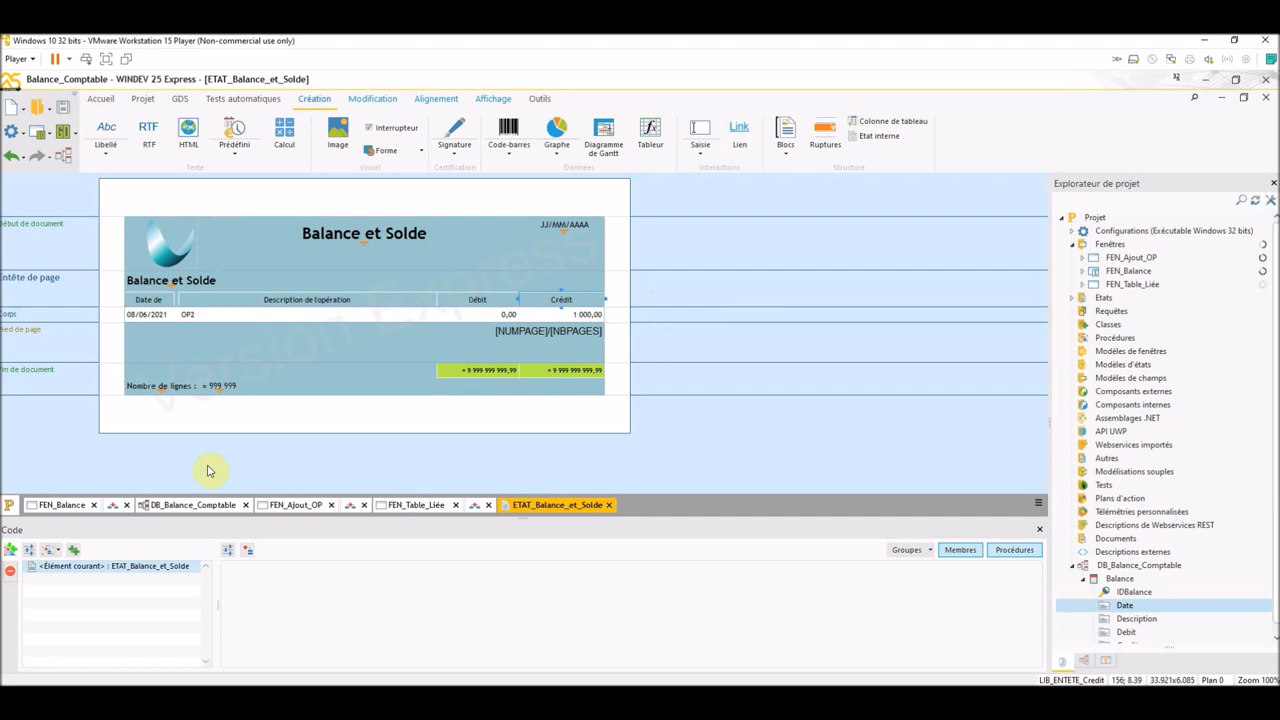 Windows 10 32 bits - VMware Workstation 15 Player (Non-commercial use only)
Player
Balance_Comptable - WINDEV 25 Express - [ETAT_Balance_et_Solde]
32
Accueil Projet GDS Tests automatiques Création Modification Alignement Affichage Outils
Abc RTF Interrupteur Link Colonne de tableau
Libellé RTF HTML Prédéfini Calcul Image Forme Signature Code-barres Graphe Diagramme de Gantt Tableur Saisie Lien Blocs Ruptures Etat interne
Texte Visuel Certification Données Interactions Structure
Début de document
Balance et Solde
JJ/MM/AAAA
Entête de page
Balance et Solde
Date de Description de l'opération Débit Crédit
Corps
08/06/2021 OP2 0,00 1 000,00
Pied de page
[NUMPAGE]/[NBPAGES]
Fin de document
= 9 999 999 999,99 = 9 999 999 999,99
Nombre de lignes : = 999 999
Version Express
FEN_Balance DB_Balance_Comptable FEN_Ajout_OP FEN_Table_Liée ETAT_Balance_et_Solde
Code
Groupes Membres Procédures
<Élément courant> : ETAT_Balance_et_Solde
Explorateur de projet
Projet
Configurations (Exécutable Windows 32 bits)
Fenêtres
FEN_Ajout_OP
FEN_Balance
FEN_Table_Liée
Etats
Requêtes
Classes
Procédures
Modèles de fenêtres
Modèles d'états
Modèles de champs
Composants externes
Composants internes
Assemblages .NET
API UWP
Webservices importés
Autres
Modélisations souples
Tests
Plans d'action
Télémétries personnalisées
Descriptions de Webservices REST
Documents
Descriptions externes
DB_Balance_Comptable
Balance
IDBalance
Date
Description
Debit
LIB_ENTETE_Credit 156; 8.39 33.921x6.085 Plan 0 Zoom 100%